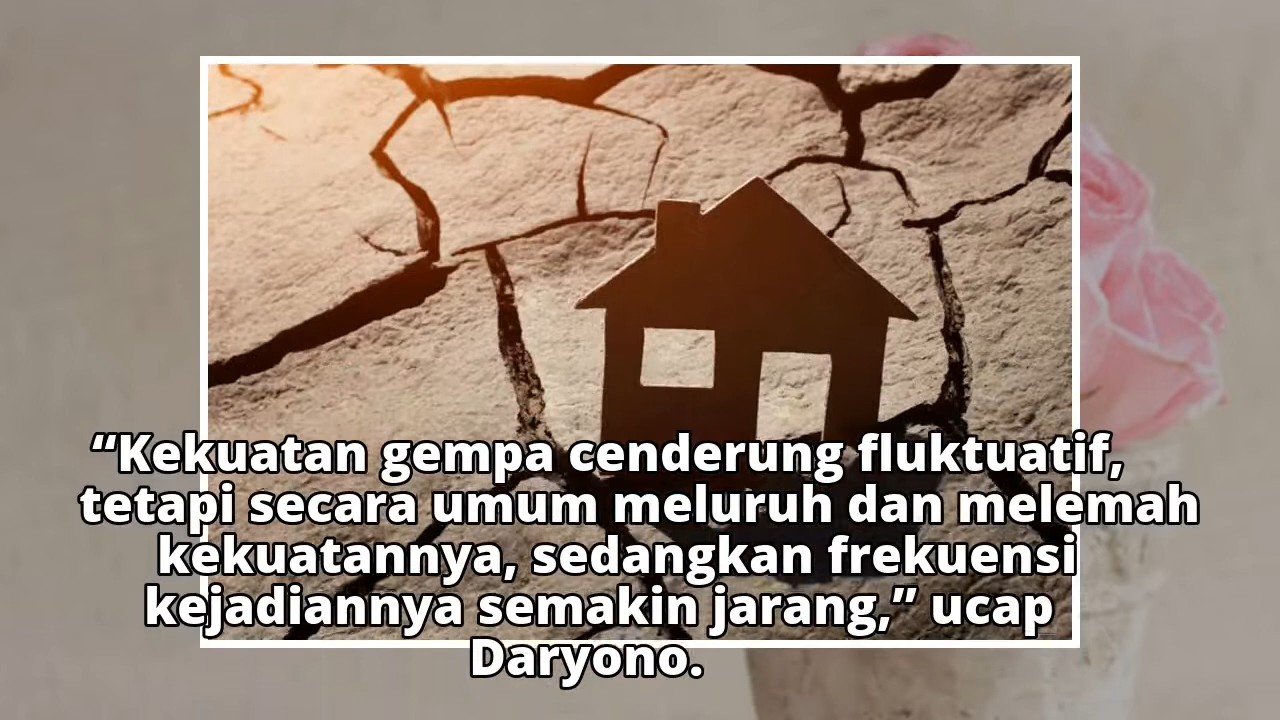 “Kekuatan gempa cenderung fluktuatif,
tetapi secara umum meluruh dan melemah
kekuatannya, sedangkan frekuensi
kejadiannya semakin jarang,” ucap
Daryono.